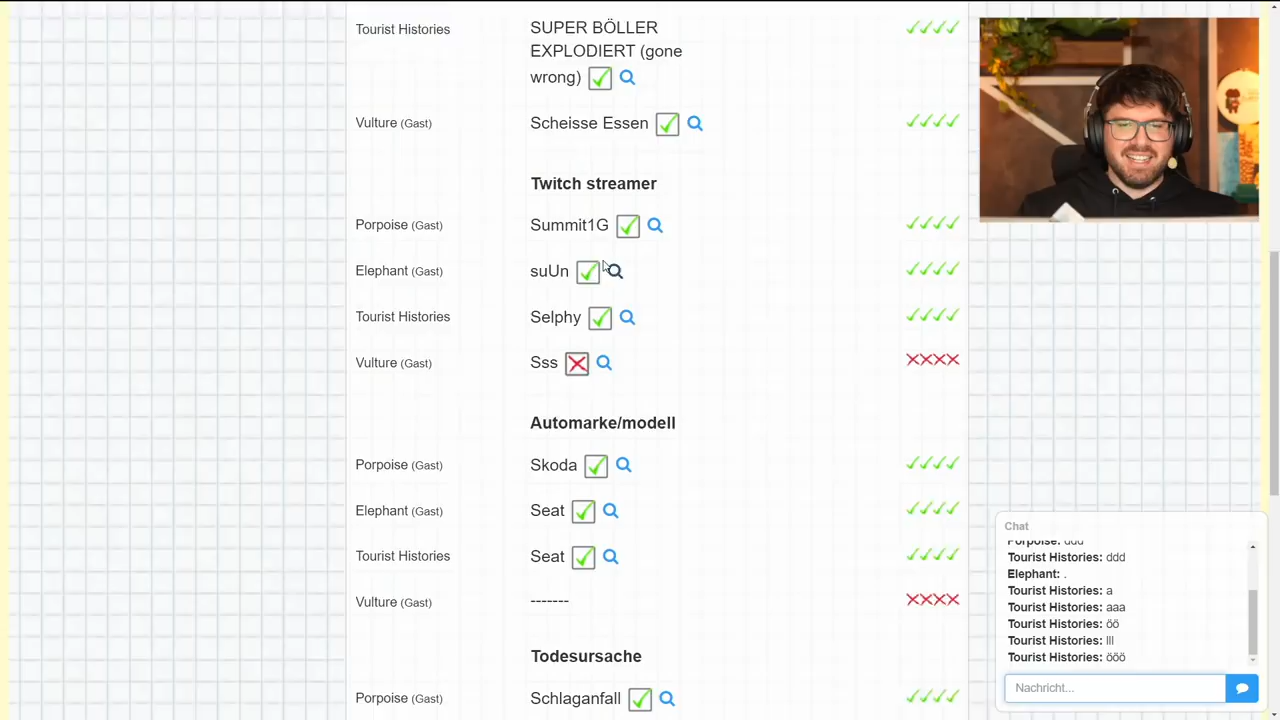 Tourist Histories
SUPER BÖLLER
EXPLODIERT (gone
wrong)
Vulture (Gast)
Scheisse Essen
Twitch streamer
Porpoise (Gast)
Summit1G
Elephant (Gast)
suUn
Tourist Histories
Selphy
Vulture (Gast)
Sss
Automarke/modell
Porpoise (Gast)
Skoda
Elephant (Gast)
Seat
Tourist Histories
Seat
Vulture (Gast)
-------
Todesursache
Porpoise (Gast)
Schlaganfall
Chat
Porpoise: ddd
Tourist Histories: ddd
Elephant: .
Tourist Histories: a
Tourist Histories: aaa
Tourist Histories: öö
Tourist Histories: lll
Tourist Histories: ööö
Nachricht...